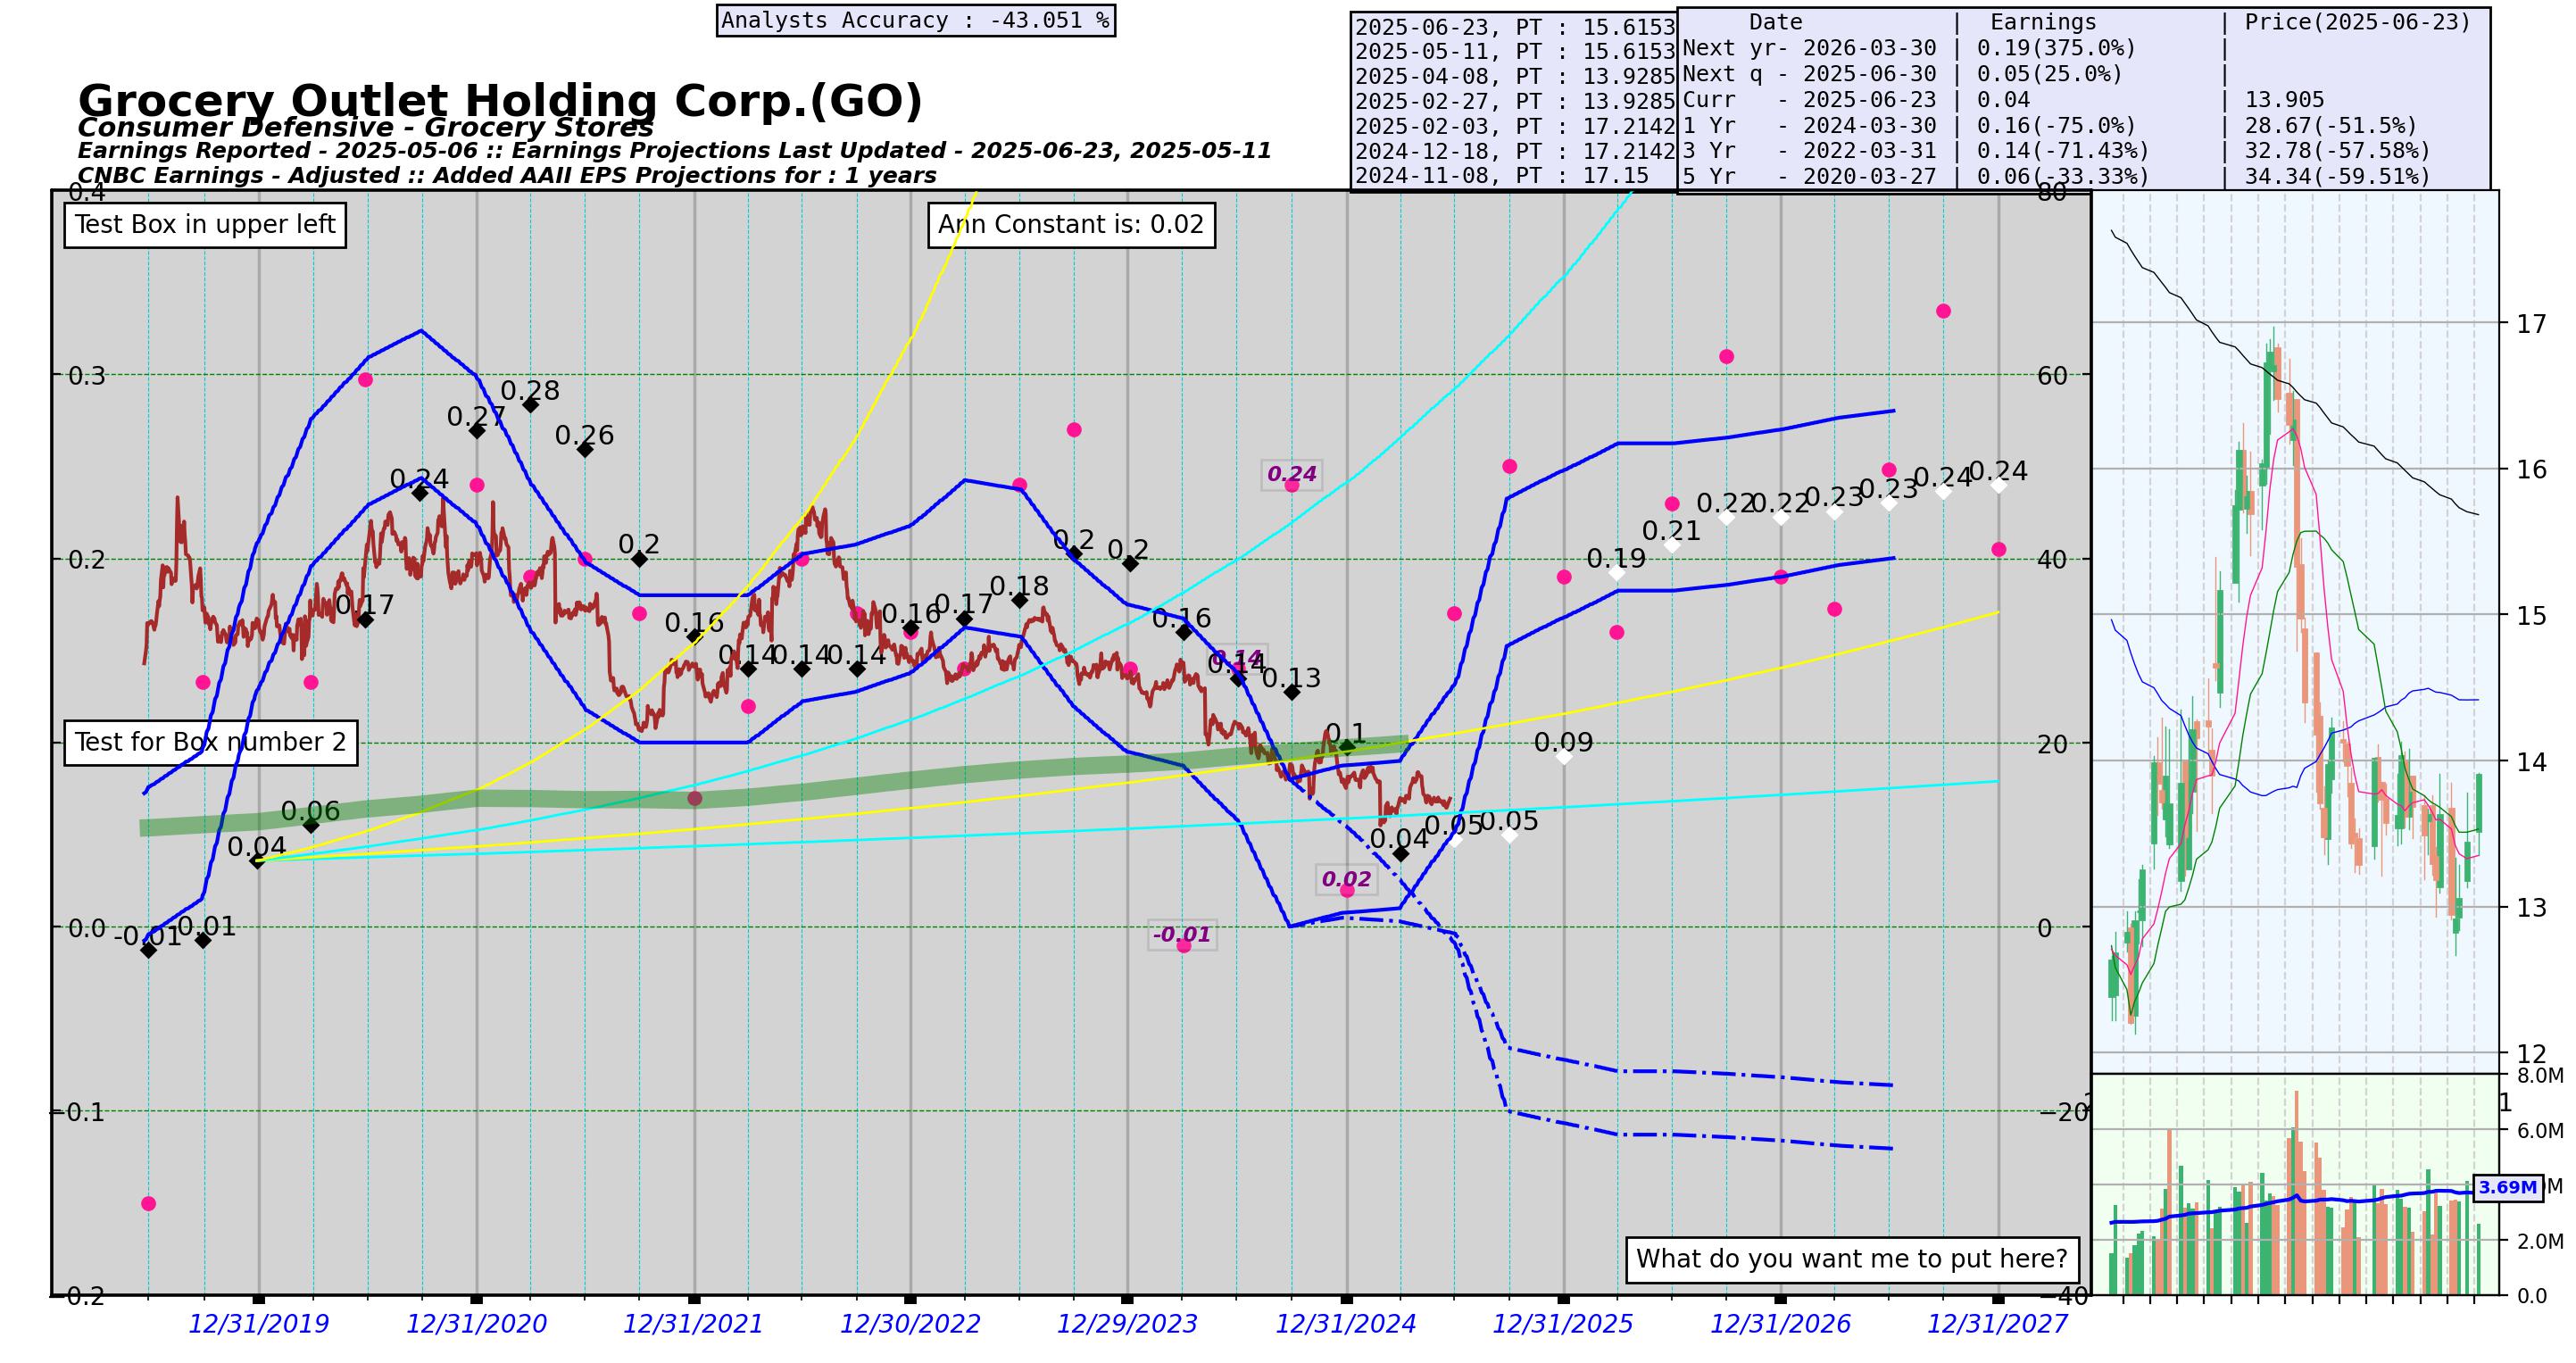 Analysts Accuracy : -43.051 %
2025-06-23, PT : 15.6153
2025-05-11, PT : 15.6153
2025-04-08, PT : 13.9285
2025-02-27, PT : 13.9285
2025-02-03, PT : 17.2142
2024-12-18, PT : 17.2142
2024-11-08, PT : 17.15
Date | Earnings | Price(2025-06-23)
Next yr- 2026-03-30 | 0.19(375.0%) |
Next q - 2025-06-30 | 0.05(25.0%) |
Curr - 2025-06-23 | 0.04 | 13.905
1 Yr - 2024-03-30 | 0.16(-75.0%) | 28.67(-51.5%)
3 Yr - 2022-03-31 | 0.14(-71.43%) | 32.78(-57.58%)
5 Yr - 2020-03-27 | 0.06(-33.33%) | 34.34(-59.51%)
Grocery Outlet Holding Corp.(GO)
Consumer Defensive - Grocery Stores
Earnings Reported - 2025-05-06 :: Earnings Projections Last Updated - 2025-06-23, 2025-05-11
CNBC Earnings - Adjusted :: Added AAII EPS Projections for : 1 years
Test Box in upper left
Ann Constant is: 0.02
Test for Box number 2
What do you want me to put here?
0.4
0.3
0.2
0.0
−0.1
−0.2
80
60
40
20
0
−20
−40
-0.01
-0.01
0.04
0.06
0.17
0.24
0.27
0.28
0.26
0.2
0.16
0.14
0.14
0.14
0.16
0.17
0.18
0.2
0.2
0.16
0.14
0.13
0.1
0.04
0.05
0.05
0.09
0.19
0.21
0.22
0.22
0.23
0.23
0.24
0.24
-0.01
0.14
0.24
0.02
17
16
15
14
13
12
8.0M
1
6.0M
3.69M
2.0M
0.0
12/31/2019
12/31/2020
12/31/2021
12/30/2022
12/29/2023
12/31/2024
12/31/2025
12/31/2026
12/31/2027